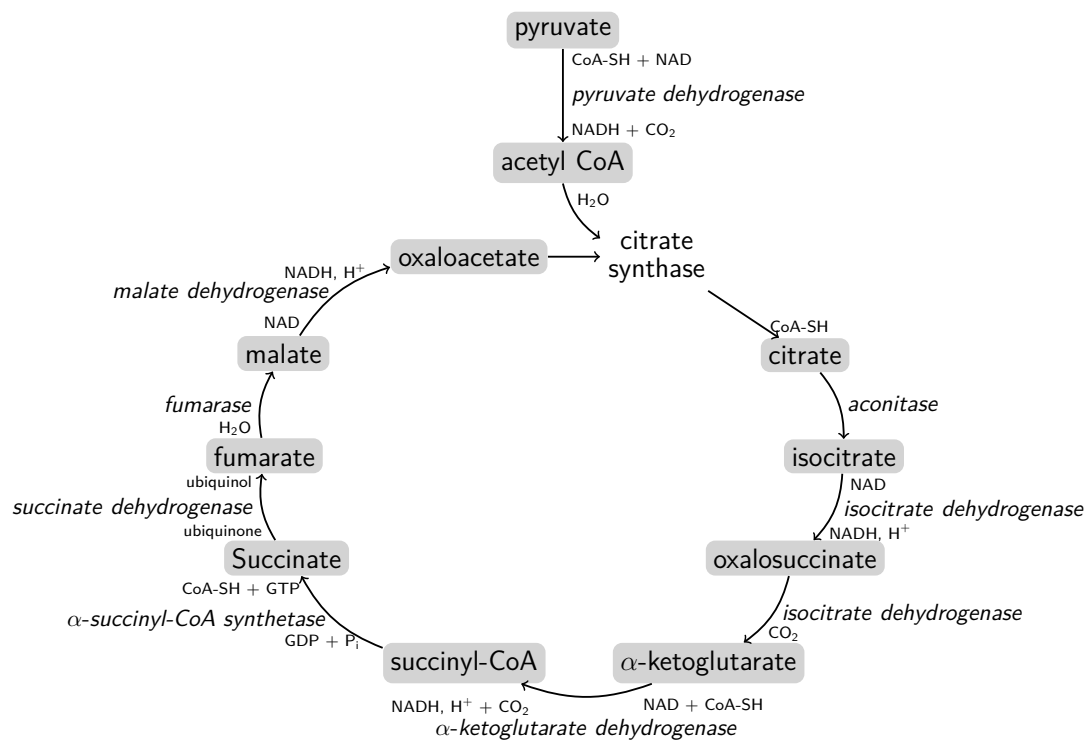 pyruvate
CoA-SH + NAD
pyruvate dehydrogenase
NADH + CO₂
acetyl CoA
H₂O
citrate
synthase
oxaloacetate
NADH, H⁺
malate dehydrogenase
NAD
malate
CoA-SH
citrate
fumarase
H₂O
aconitase
fumarate
isocitrate
ubiquinol
succinate dehydrogenase
ubiquinone
NAD
isocitrate dehydrogenase
NADH, H⁺
Succinate
oxalosuccinate
CoA-SH + GTP
α-succinyl-CoA synthetase
GDP + Pᵢ
isocitrate dehydrogenase
CO₂
succinyl-CoA
α-ketoglutarate
NADH, H⁺ + CO₂
NAD + CoA-SH
α-ketoglutarate dehydrogenase